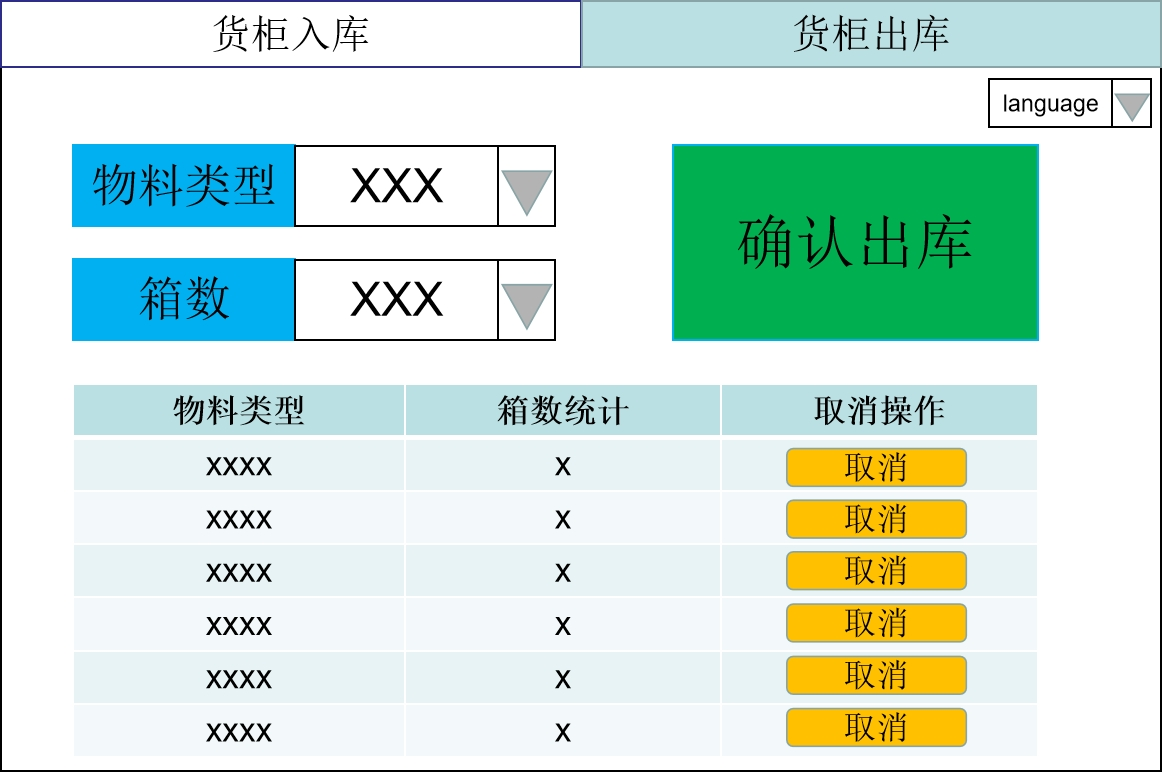 货柜入库
货柜出库
language
物料类型 XXX
确认出库
箱数 XXX
物料类型 箱数统计 取消操作
xxxx x 取消
xxxx x 取消
xxxx x 取消
xxxx x 取消
xxxx x 取消
xxxx x 取消